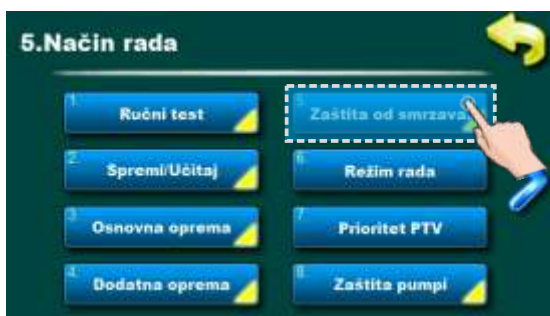 5.Način rada
1. Ručni test
2. Spremi/Učitaj
3. Osnovna oprema
4. Dodatna oprema
5. Zaštita od smrzava
6. Režim rada
7. Prioritet PTV
8. Zaštita pumpi